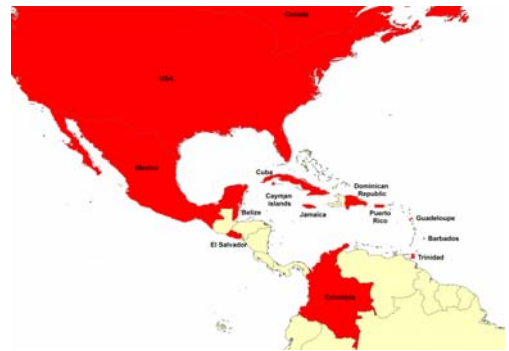 Canada
USA
Mexico
Cuba
Cayman
Islands
Dominican
Republic
Belize
Jamaica
Puerto
Rico
Guadeloupe
El Salvador
Barbados
Trinidad
Colombia